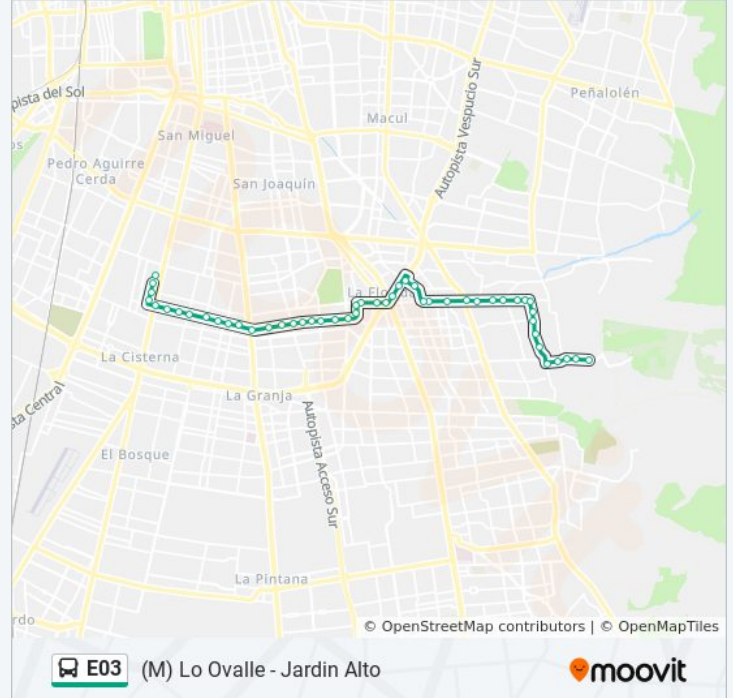 pista del Sol
Peñalolén
Macul
San Miguel
Autopista Vespucio Sur
os
Pedro Aguirre
Cerda
San Joaquín
La Flo
La Cisterna
La Granja
sta Central
Autopista Acceso Sur
El Bosque
La Pintana
rdo
© OpenStreetMap contributors | © OpenMapTiles
E03 (M) Lo Ovalle - Jardin Alto
moovit